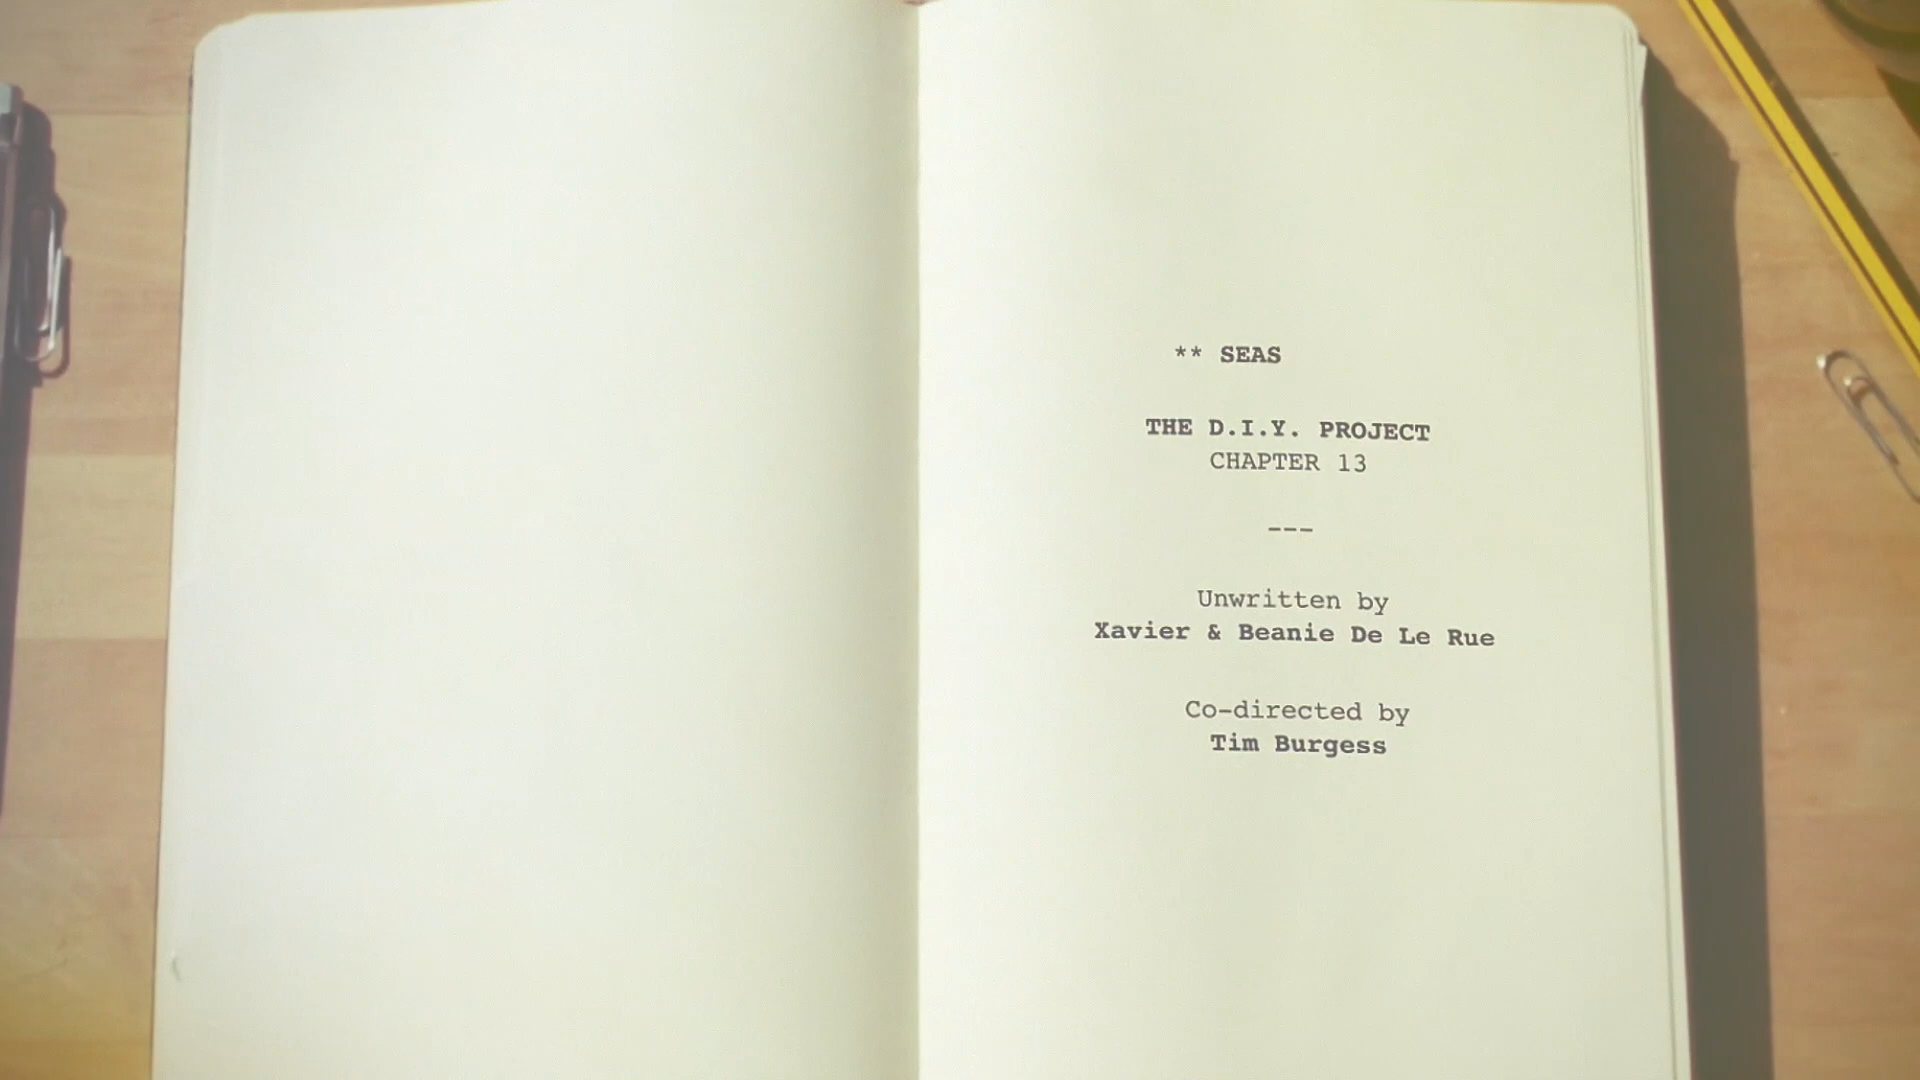 ** SEAS
THE D.I.Y. PROJECT
CHAPTER 13
---
Unwritten by
Xavier & Beanie De Le Rue
Co-directed by
Tim Burgess